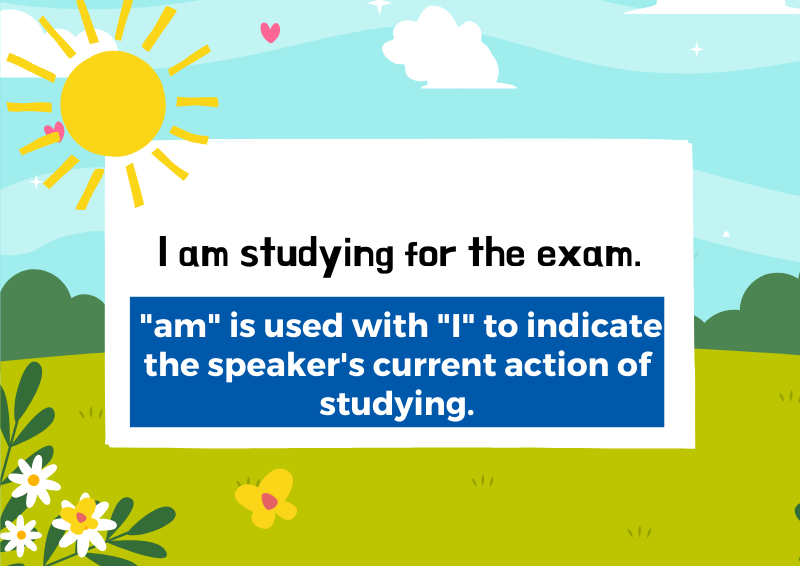 I am studying for the exam.
"am" is used with "I" to indicate
the speaker's current action of
studying.